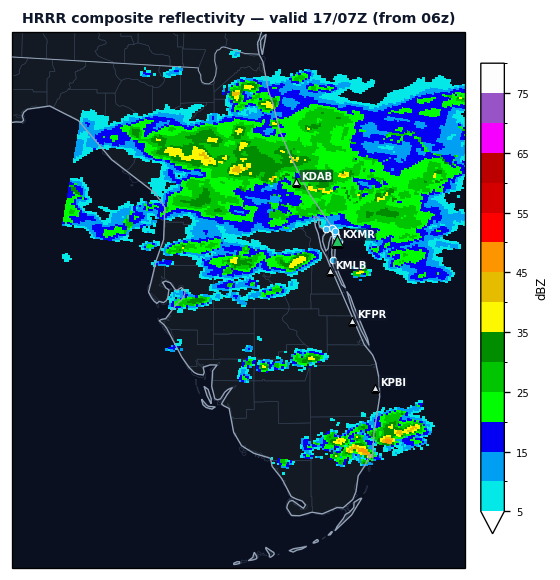 HRRR composite reflectivity — valid 17/07Z (from 06z)
75
65
55
45
35
25
15
5
dBZ
KDAB
KXMR
KMLB
KFPR
KPBI